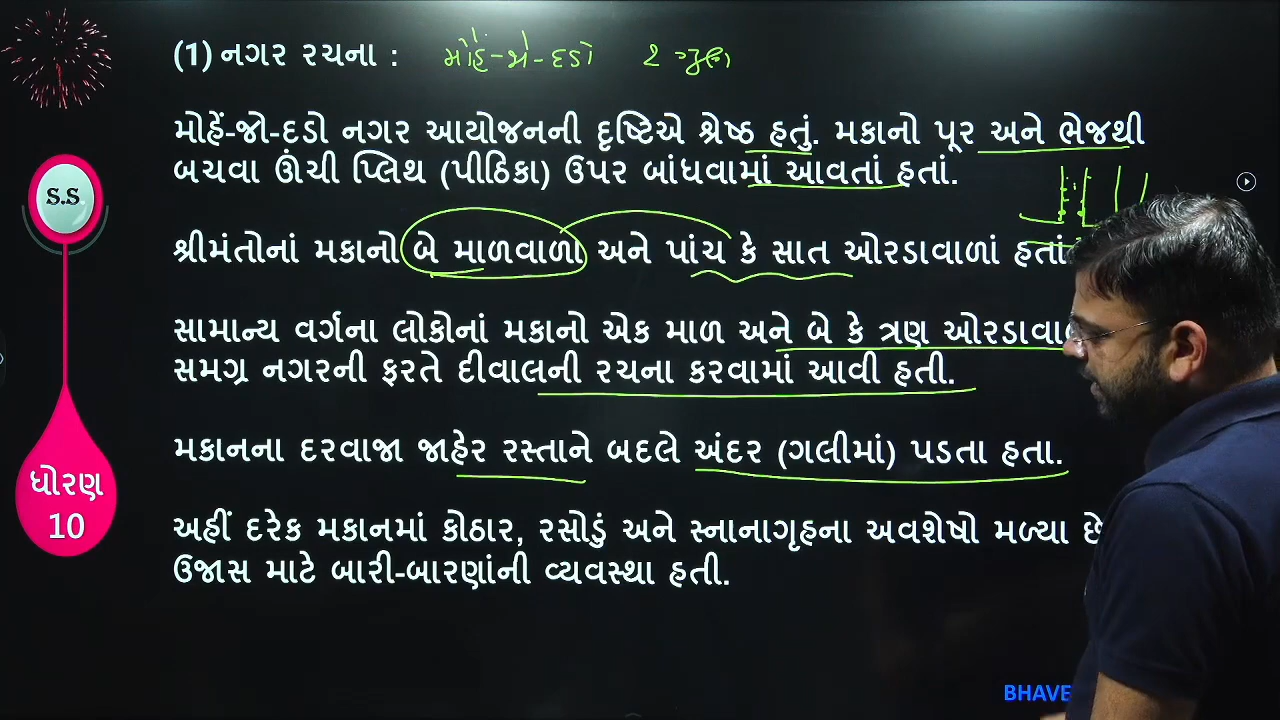 (1) નગર રચના : મોહેં-જો-દડો ૨ ગુણ
મોહેં-જો-દડો નગર આયોજનની દૃષ્ટિએ શ્રેષ્ઠ હતું. મકાનો પૂર અને ભેજથી
બચવા ઊંચી પ્લિથ (પીઠિકા) ઉપર બાંધવામાં આવતાં હતાં.
S.S.
શ્રીમંતોનાં મકાનો બે માળવાળા અને પાંચ કે સાત ઓરડાવાળાં હતાં
સામાન્ય વર્ગના લોકોનાં મકાનો એક માળ અને બે કે ત્રણ
સમગ્ર નગરની ફરતે દીવાલની રચના કરવામાં આવી હતી.
મકાનના દરવાજા જાહેર રસ્તાને બદલે અંદર (ગલીમાં) પડતા હતા.
ધોરણ
10
અહીં દરેક મકાનમાં કોઠાર, રસોડું અને સ્નાનાગૃહના અવશેષો મળ્યા છે
ઉજાસ માટે બારી-બારણાંની વ્યવસ્થા હતી.
BHAVE